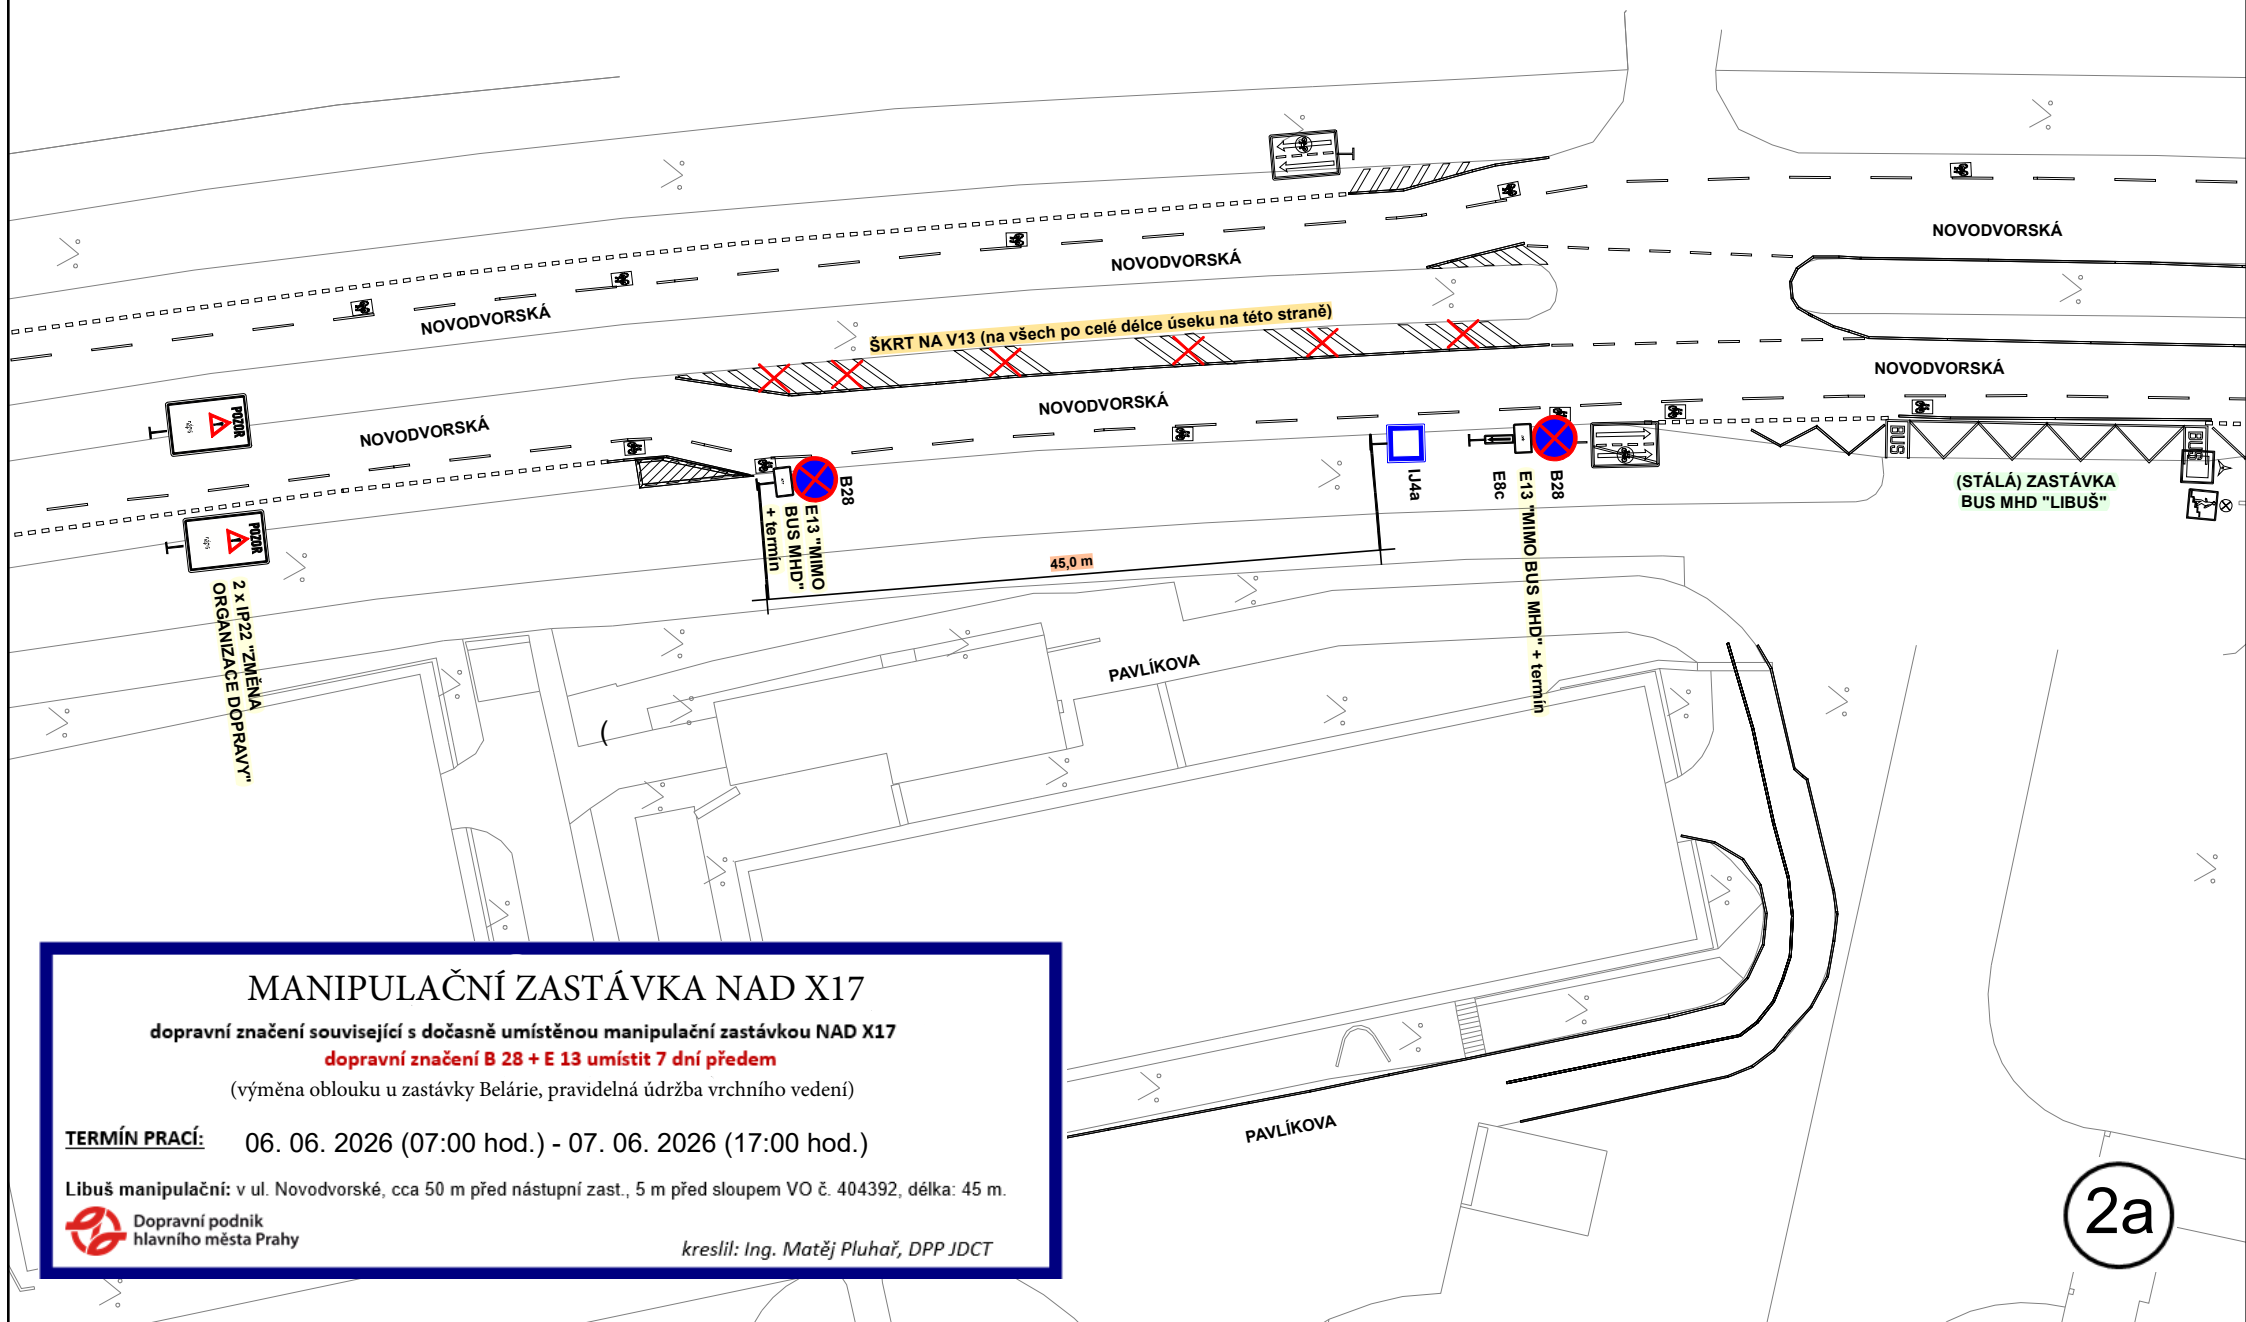 NOVODVORSKÁ
NOVODVORSKÁ
NOVODVORSKÁ
ŠKRT NA V13 (na všech po celé délce úseku na této straně)
NOVODVORSKÁ
NOVODVORSKÁ
NOVODVORSKÁ
POZOR
POZOR
2 x IP22 "ZMĚNA
ORGANIZACE DOPRAVY"
B28
E13 "MIMO
BUS MHD"
+ termín
45,0 m
IJ4a
E8c
E13 "MIMO BUS MHD" + termín
B28
BUS
BUS
(STÁLÁ) ZASTÁVKA
BUS MHD "LIBUŠ"
PAVLÍKOVA
PAVLÍKOVA
MANIPULAČNÍ ZASTÁVKA NAD X17
dopravní značení související s dočasně umístěnou manipulační zastávkou NAD X17
dopravní značení B 28 + E 13 umístit 7 dní předem
(výměna oblouku u zastávky Belárie, pravidelná údržba vrchního vedení)
TERMÍN PRACÍ: 06. 06. 2026 (07:00 hod.) - 07. 06. 2026 (17:00 hod.)
Libuš manipulační: v ul. Novodvorské, cca 50 m před nástupní zast., 5 m před sloupem VO č. 404392, délka: 45 m.
Dopravní podnik
hlavního města Prahy
kreslil: Ing. Matěj Pluhař, DPP JDCT
2a